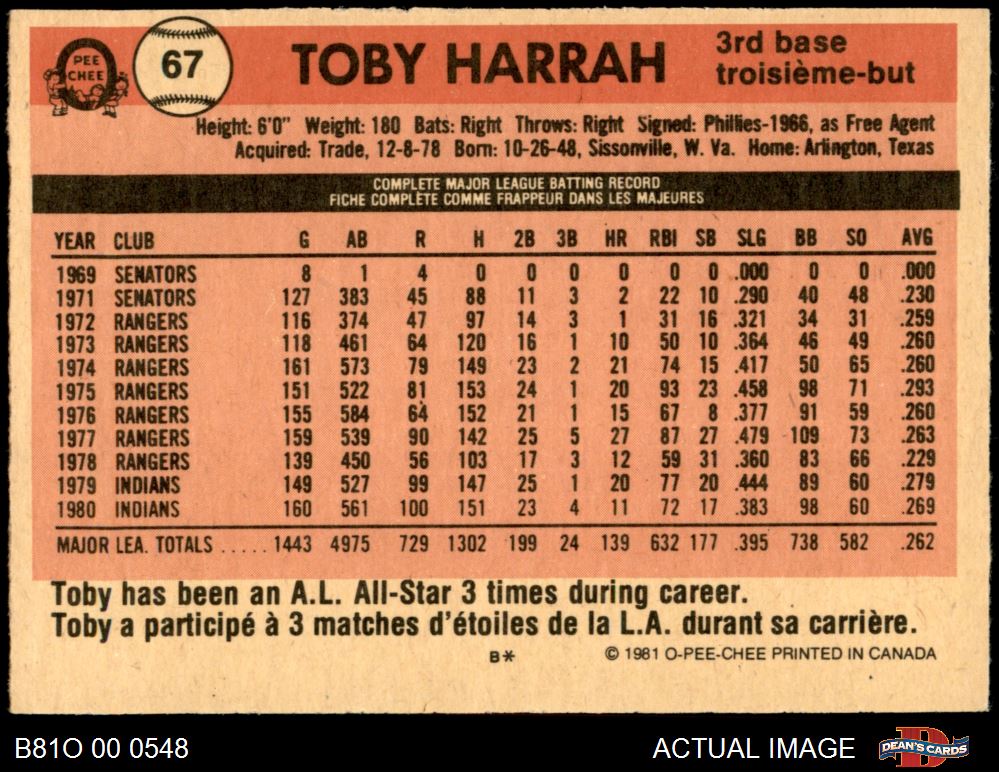 PEE CHEE
67
TOBY HARRAH
3rd base
troisième-but
Height: 6'0" Weight: 180 Bats: Right Throws: Right Signed: Phillies-1966, as Free Agent
Acquired: Trade, 12-8-78 Born: 10-26-48, Sissonville, W. Va. Home: Arlington, Texas
COMPLETE MAJOR LEAGUE BATTING RECORD
FICHE COMPLÈTE COMME FRAPPEUR DANS LES MAJEURES
YEAR CLUB G AB R H 2B 3B HR RBI SB SLG BB SO AVG
1969 SENATORS 8 1 4 0 0 0 0 0 0 .000 0 0 .000
1971 SENATORS 127 383 45 88 11 3 2 22 10 .290 40 48 .230
1972 RANGERS 116 374 47 97 14 3 1 31 16 .321 34 31 .259
1973 RANGERS 118 461 64 120 16 1 10 50 10 .364 46 49 .260
1974 RANGERS 161 573 79 149 23 2 21 74 15 .417 50 65 .260
1975 RANGERS 151 522 81 153 24 1 20 93 23 .458 98 71 .293
1976 RANGERS 155 584 64 152 21 1 15 67 8 .377 91 59 .260
1977 RANGERS 159 539 90 142 25 5 27 87 27 .479 109 73 .263
1978 RANGERS 139 450 56 103 17 3 12 59 31 .360 83 66 .229
1979 INDIANS 149 527 99 147 25 1 20 77 20 .444 89 60 .279
1980 INDIANS 160 561 100 151 23 4 11 72 17 .383 98 60 .269
MAJOR LEA. TOTALS ..... 1443 4975 729 1302 199 24 139 632 177 .395 738 582 .262
Toby has been an A.L. All-Star 3 times during career.
Toby a participé à 3 matches d'étoiles de la L.A. durant sa carrière.
B* © 1981 O-PEE-CHEE PRINTED IN CANADA
B81O 00 0548 ACTUAL IMAGE DEAN'S CARDS